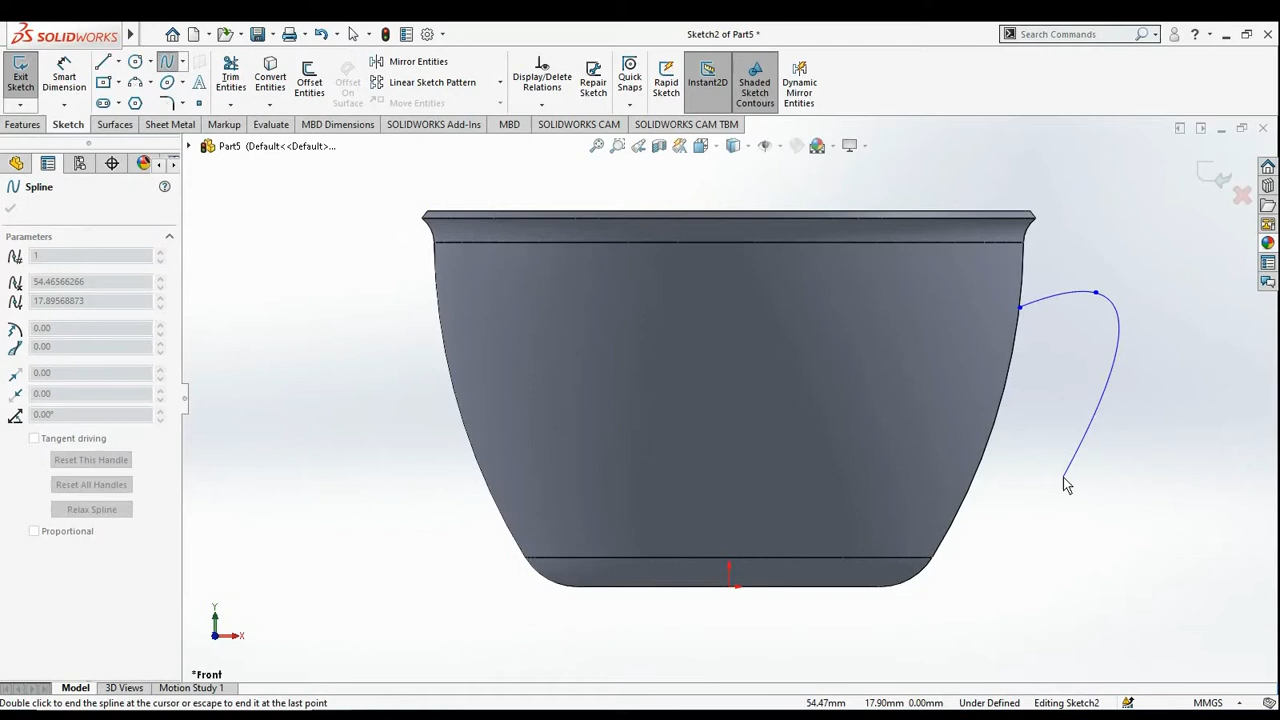 SOLIDWORKS
Sketch2 of Part5 *
Search Commands
Exit Sketch
Smart Dimension
Trim Entities
Convert Entities
Offset Entities
Offset On Surface
Mirror Entities
Linear Sketch Pattern
Move Entities
Display/Delete Relations
Repair Sketch
Quick Snaps
Rapid Sketch
Instant2D
Shaded Sketch Contours
Dynamic Mirror Entities
Features
Sketch
Surfaces
Sheet Metal
Markup
Evaluate
MBD Dimensions
SOLIDWORKS Add-Ins
MBD
SOLIDWORKS CAM
SOLIDWORKS CAM TBM
Part5 (Default<<Default>...
Spline
Parameters
1
54.46566266
17.89568873
0.00
0.00
0.00
0.00
0.00°
Tangent driving
Reset This Handle
Reset All Handles
Relax Spline
Proportional
Y
X
*Front
Model
3D Views
Motion Study 1
Double click to end the spline at the cursor or escape to end it at the last point
54.47mm
17.90mm
0.00mm
Under Defined
Editing Sketch2
MMGS